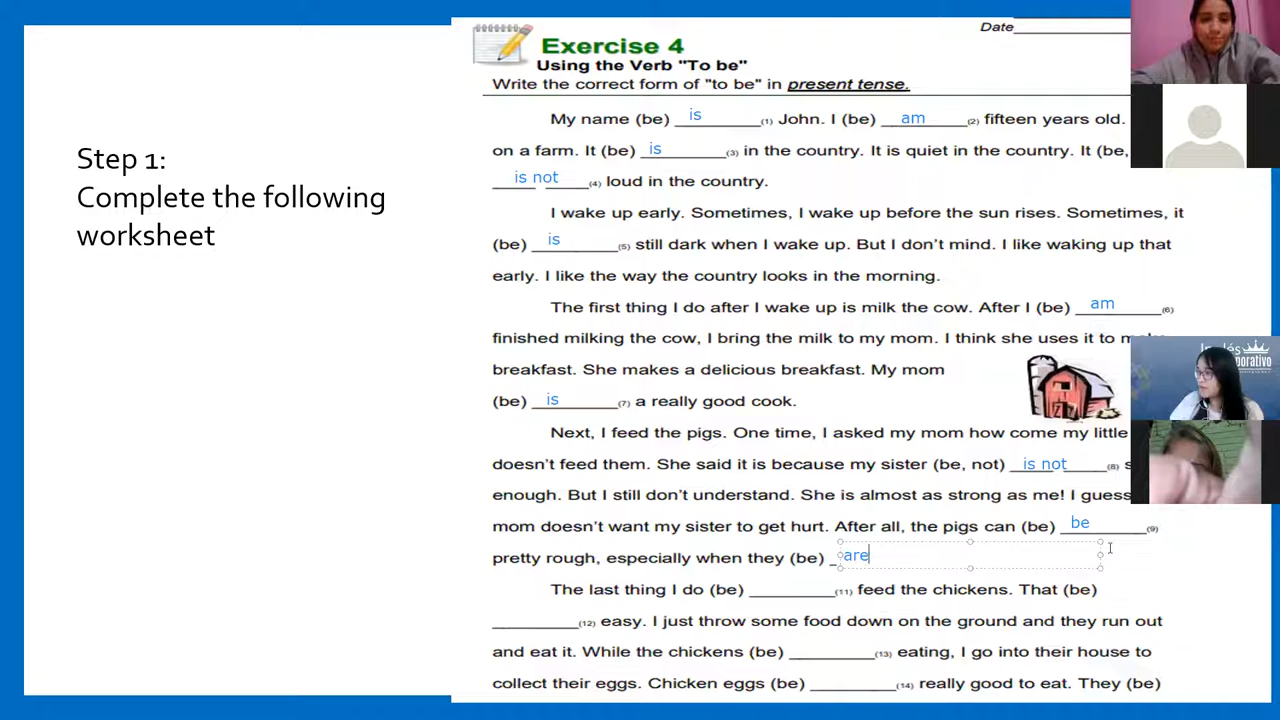 Date
Exercise 4
Using the Verb "To be"
Write the correct form of "to be" in present tense.
Step 1:
Complete the following
worksheet
My name (be) is (1) John. I (be) am (2) fifteen years old.
on a farm. It (be) is (3) in the country. It is quiet in the country. It (be,
is not (4) loud in the country.
I wake up early. Sometimes, I wake up before the sun rises. Sometimes, it
(be) is (5) still dark when I wake up. But I don't mind. I like waking up that
early. I like the way the country looks in the morning.
The first thing I do after I wake up is milk the cow. After I (be) am (6)
finished milking the cow, I bring the milk to my mom. I think she uses it to
breakfast. She makes a delicious breakfast. My mom
(be) is (7) a really good cook.
Next, I feed the pigs. One time, I asked my mom how come my little
doesn't feed them. She said it is because my sister (be, not) is not (8)
enough. But I still don't understand. She is almost as strong as me! I guess
mom doesn't want my sister to get hurt. After all, the pigs can (be) be (9)
pretty rough, especially when they (be) are
The last thing I do (be) (11) feed the chickens. That (be)
(12) easy. I just throw some food down on the ground and they run out
and eat it. While the chickens (be) (13) eating, I go into their house to
collect their eggs. Chicken eggs (be) (14) really good to eat. They (be)